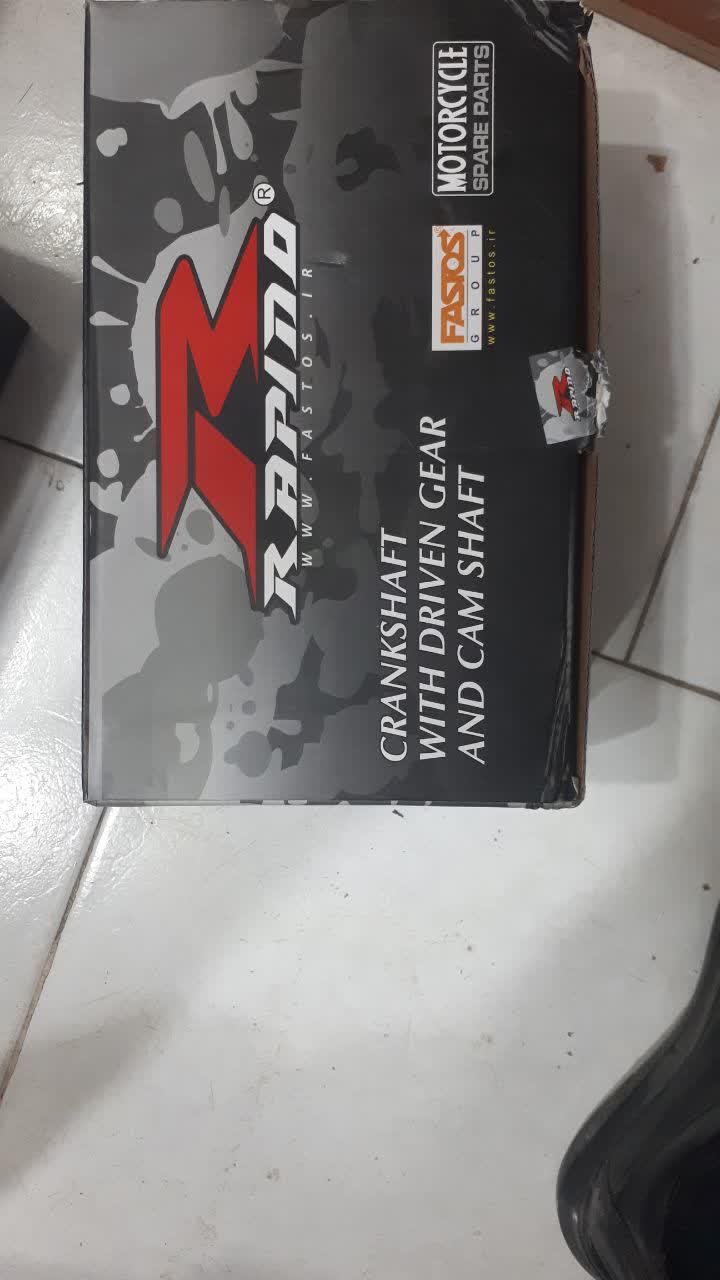 R
RAPIDO®
WWW.FASTOS.IR
CRANKSHAFT
WITH DRIVEN GEAR
AND CAM SHAFT
FASTOS
GROUP
www.fastos.ir
MOTORCYCLE
SPARE PARTS
R
RAPIDO